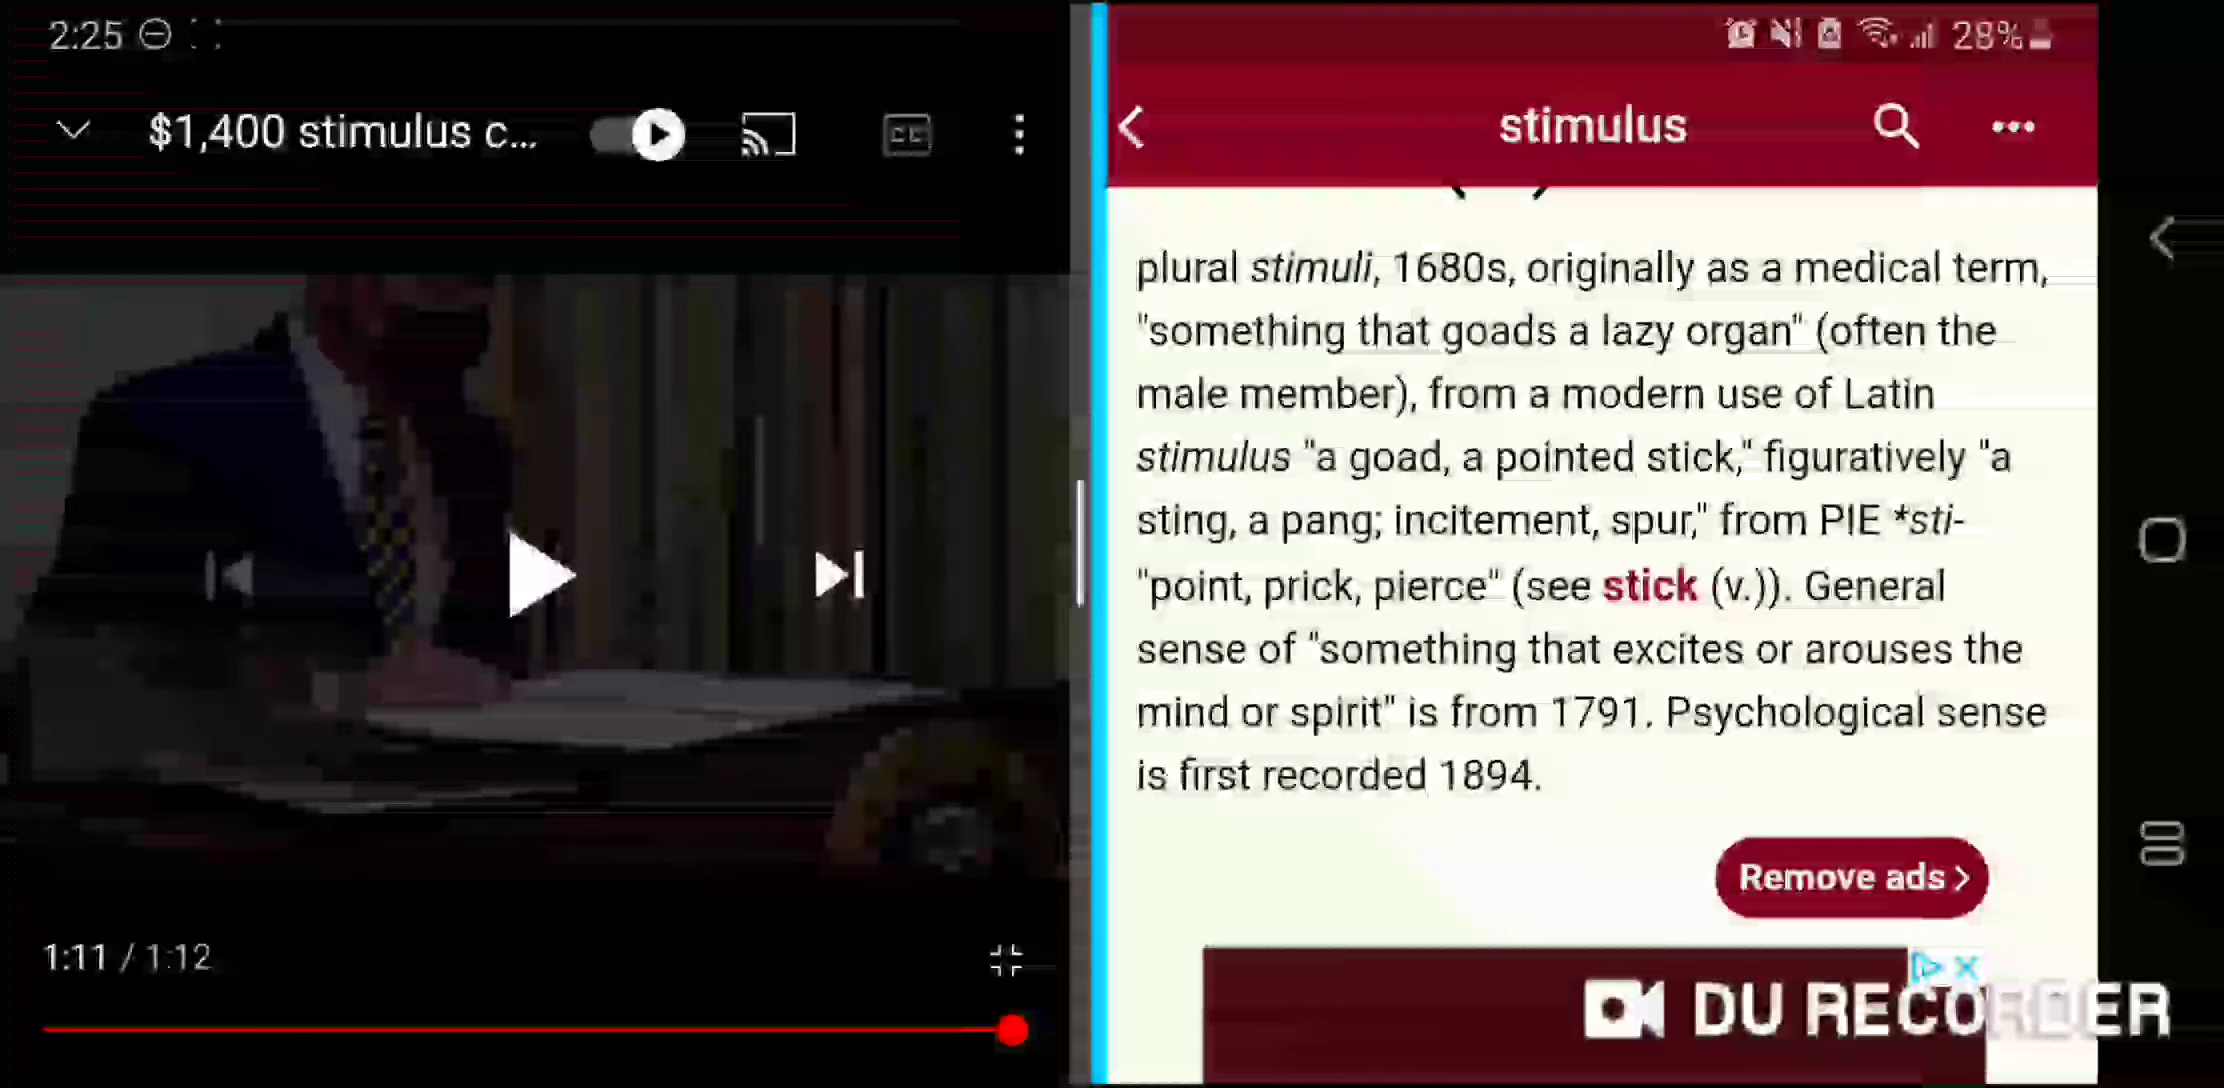 2:25
28%
$1,400 stimulus c...
CC
stimulus
plural stimuli, 1680s, originally as a medical term,
"something that goads a lazy organ" (often the
male member), from a modern use of Latin
stimulus "a goad, a pointed stick," figuratively "a
sting, a pang; incitement, spur," from PIE *sti-
"point, prick, pierce" (see stick (v.)). General
sense of "something that excites or arouses the
mind or spirit" is from 1791. Psychological sense
is first recorded 1894.
Remove ads
1:11 / 1:12
DU RECORDER